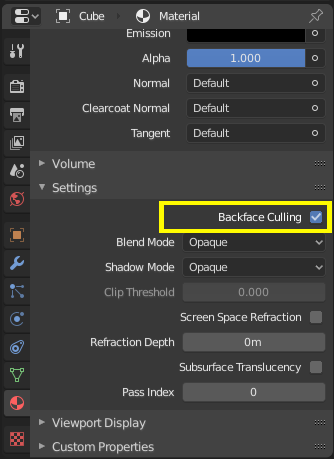 Cube Material
Emission
Alpha 1.000
Normal Default
Clearcoat Normal Default
Tangent Default
Volume
Settings
Backface Culling
Blend Mode Opaque
Shadow Mode Opaque
Clip Threshold 0.000
Screen Space Refraction
Refraction Depth 0m
Subsurface Translucency
Pass Index 0
Viewport Display
Custom Properties